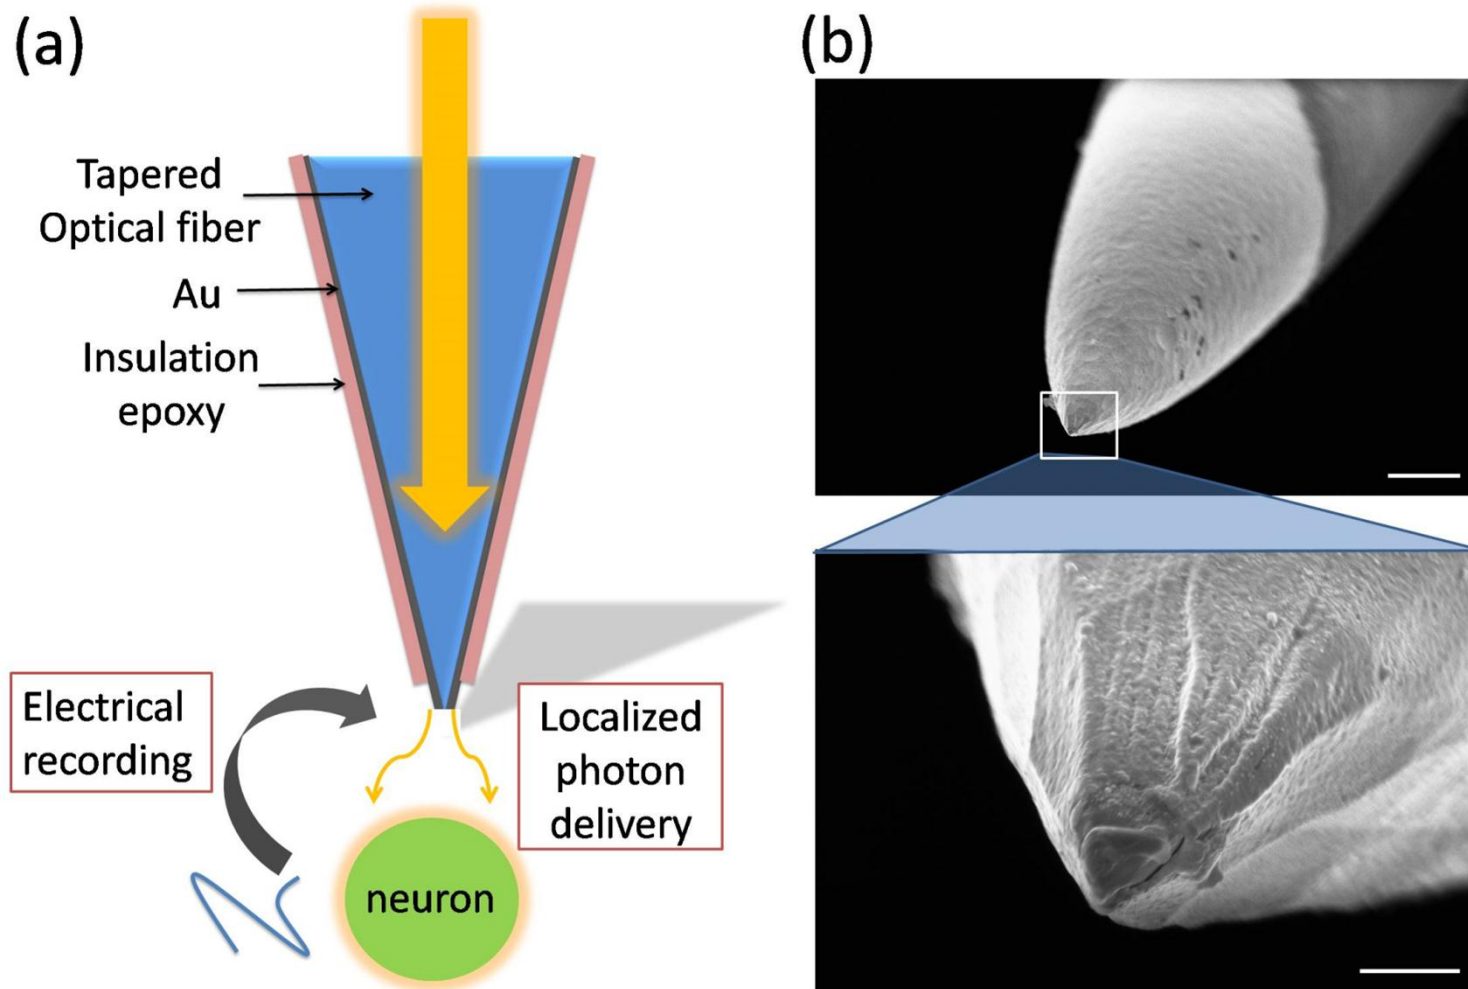 (a)
Tapered
Optical fiber
Au
Insulation
epoxy
Electrical
recording
Localized
photon
delivery
neuron
(b)